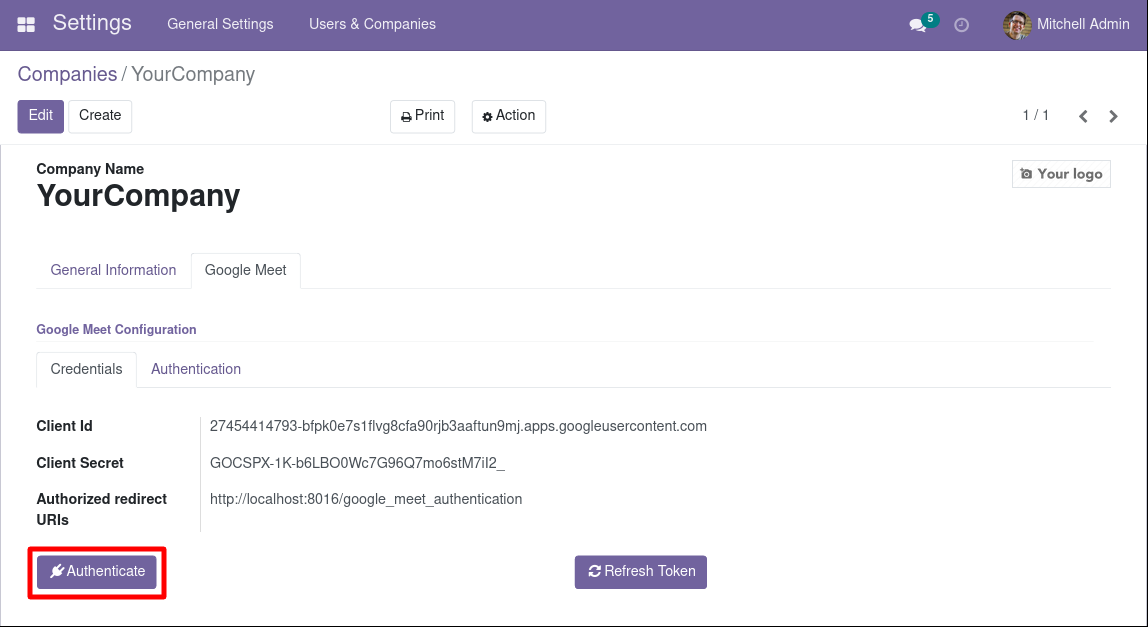 Settings General Settings Users & Companies 5 Mitchell Admin
Companies / YourCompany
Edit Create Print Action 1 / 1
Company Name
YourCompany
Your logo
General Information Google Meet
Google Meet Configuration
Credentials Authentication
Client Id 27454414793-bfpk0e7s1flvg8cfa90rjb3aaftun9mj.apps.googleusercontent.com
Client Secret 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
Authorized redirect URIs http://localhost:8016/google_meet_authentication
Authenticate Refresh Token